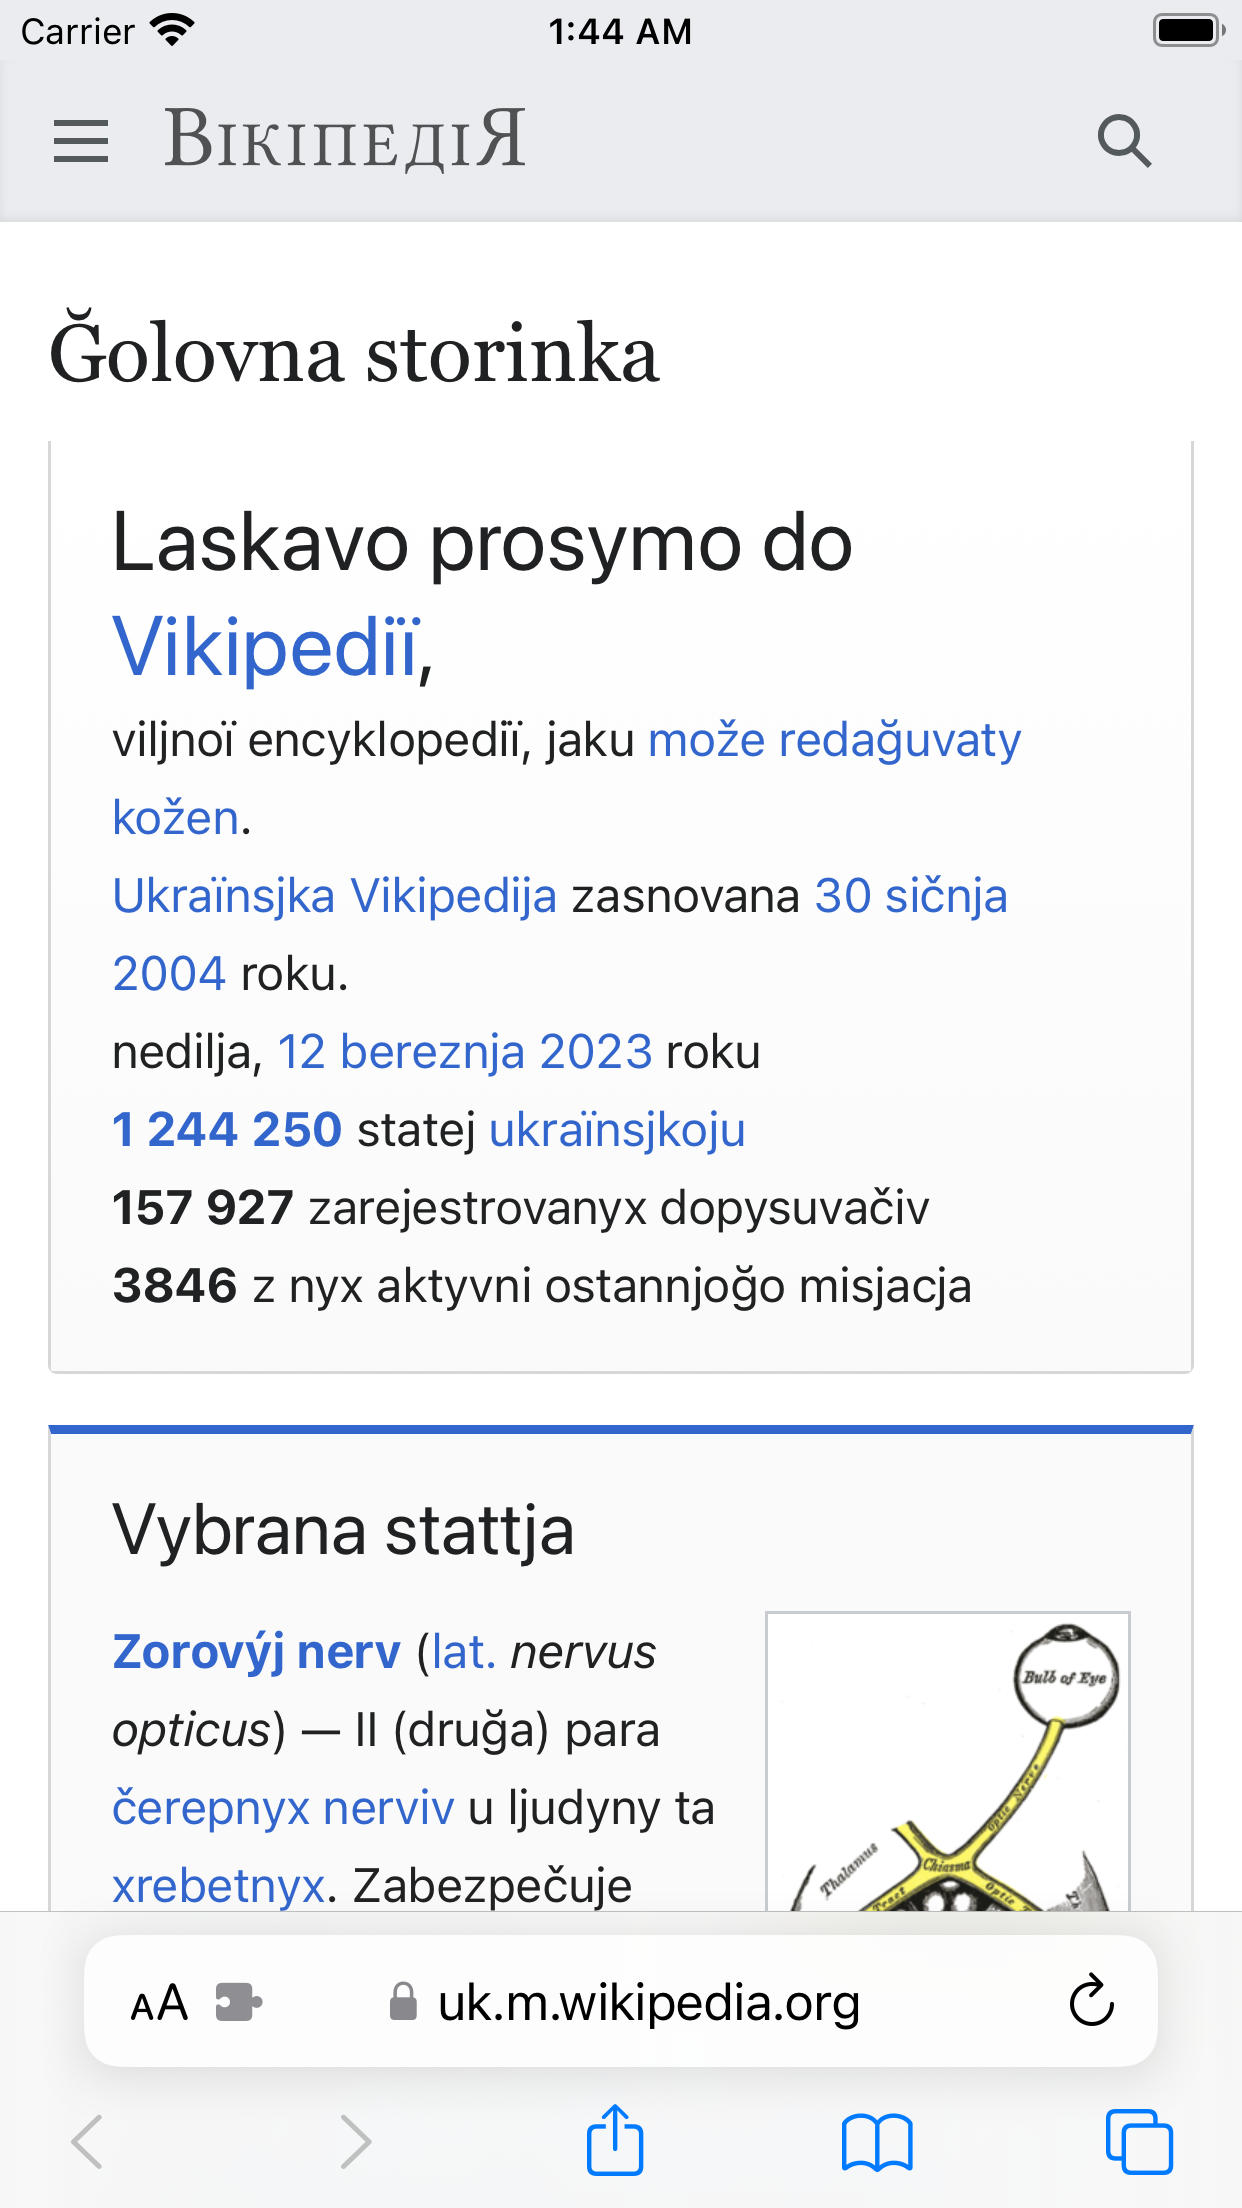 Carrier 1:44 AM
ВікіпедіЯ
Ğolovna storinka
Laskavo prosymo do
Vikipediï,
viljnoï encyklopediï, jaku može redağuvaty
kožen.
Ukraïnsjka Vikipedija zasnovana 30 sičnja
2004 roku.
nedilja, 12 bereznja 2023 roku
1 244 250 statej ukraïnsjkoju
157 927 zarejestrovanyx dopysuvačiv
3846 z nyx aktyvni ostannjoğo misjacja
Vybrana stattja
Zorovýj nerv (lat. nervus
opticus) — II (druğa) para
čerepnyx nerviv u ljudyny ta
xrebetnyx. Zabezpečuje
Bulb of Eye
Optic Nerve
Thalamus
Chiasma
Tract
Optic
AA uk.m.wikipedia.org